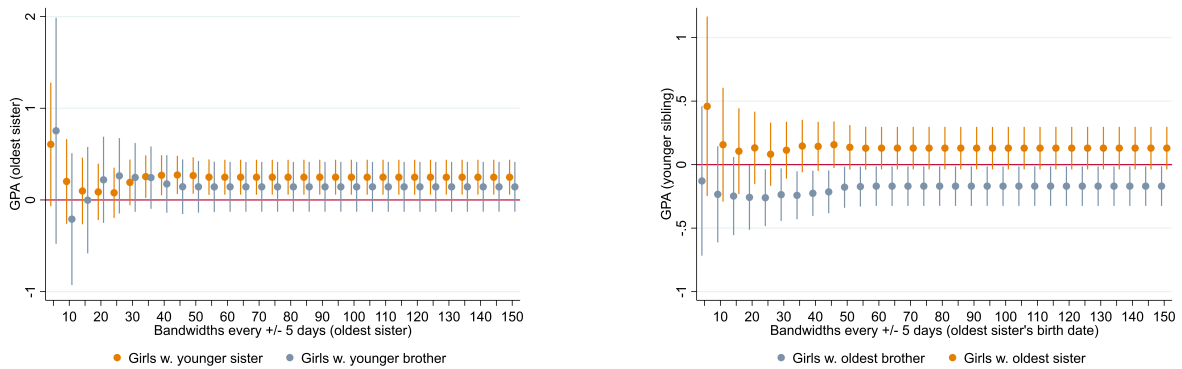 GPA (oldest sister)
2
1
0
-1
10 20 30 40 50 60 70 80 90 100 110 120 130 140 150
Bandwidths every +/- 5 days (oldest sister)
Girls w. younger sister Girls w. younger brother
GPA (younger sibling)
1
.5
0
-.5
-1
10 20 30 40 50 60 70 80 90 100 110 120 130 140 150
Bandwidths every +/- 5 days (oldest sister's birth date)
Girls w. oldest brother Girls w. oldest sister